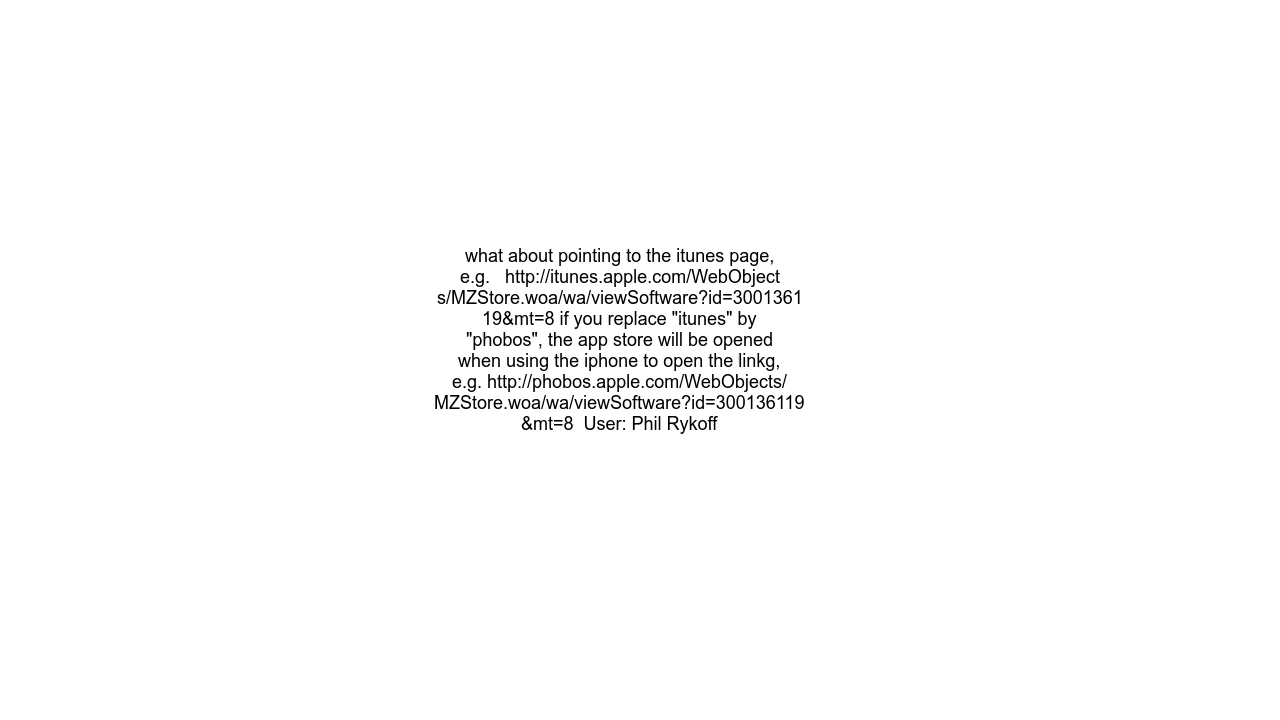 what about pointing to the itunes page,
e.g.   http://itunes.apple.com/WebObject
s/MZStore.woa/wa/viewSoftware?id=3001361
19&mt=8 if you replace "itunes" by
"phobos", the app store will be opened
when using the iphone to open the linkg,
e.g. http://phobos.apple.com/WebObjects/
MZStore.woa/wa/viewSoftware?id=300136119
&mt=8  User: Phil Rykoff